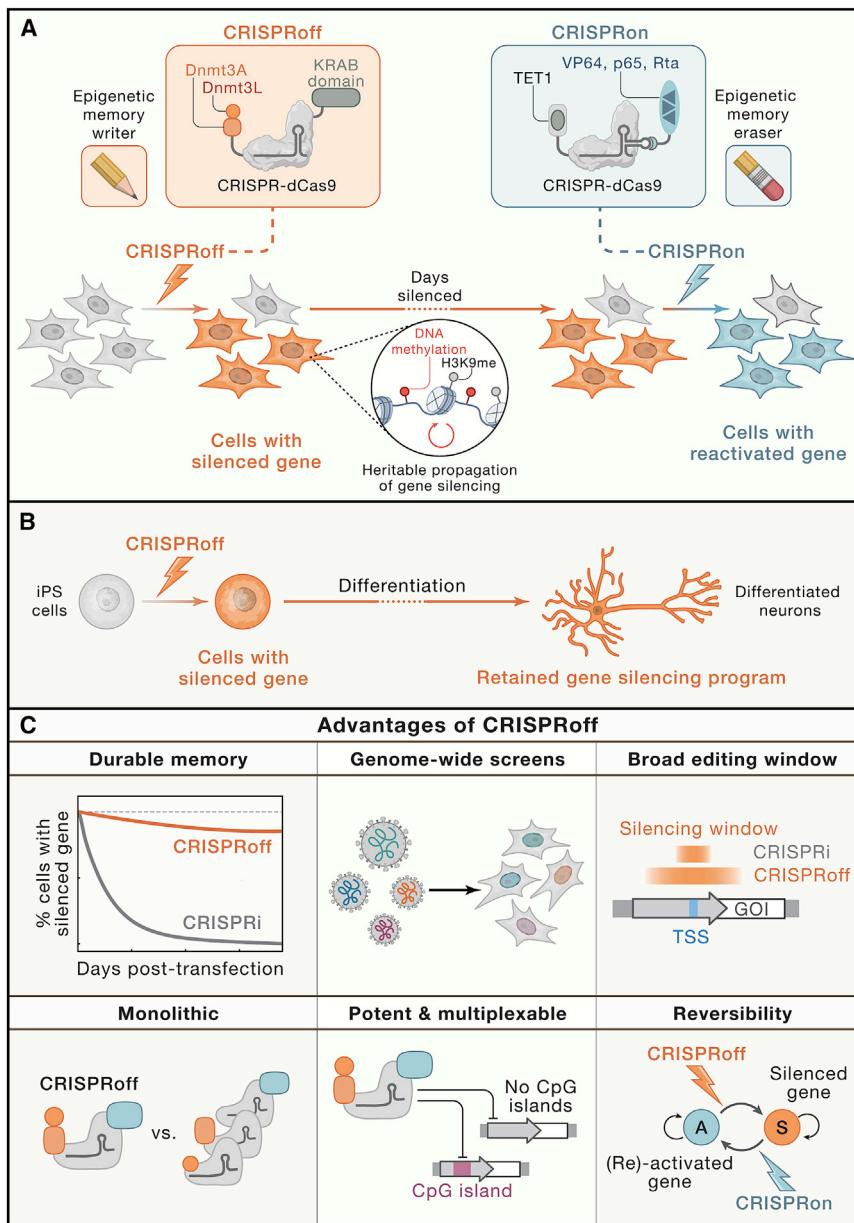 A
CRISPRoff
Dnmt3A
Dnmt3L
KRAB
domain
CRISPR-dCas9
Epigenetic
memory
writer
CRISPRon
VP64, p65, Rta
TET1
CRISPR-dCas9
Epigenetic
memory
eraser
CRISPRoff
Days
silenced
CRISPRon
DNA
methylation
H3K9me
Cells with
silenced gene
Heritable propagation
of gene silencing
Cells with
reactivated gene
B
CRISPRoff
iPS
cells
Differentiation
Differentiated
neurons
Cells with
silenced gene
Retained gene silencing program
C
Advantages of CRISPRoff
Durable memory
Genome-wide screens
Broad editing window
% cells with
silenced gene
CRISPRoff
CRISPRi
Days post-transfection
Silencing window
CRISPRi
CRISPRoff
GOI
TSS
Monolithic
Potent & multiplexable
Reversibility
CRISPRoff
vs.
No CpG
islands
CpG island
CRISPRoff
Silenced
gene
A
S
(Re)-activated
gene
CRISPRon